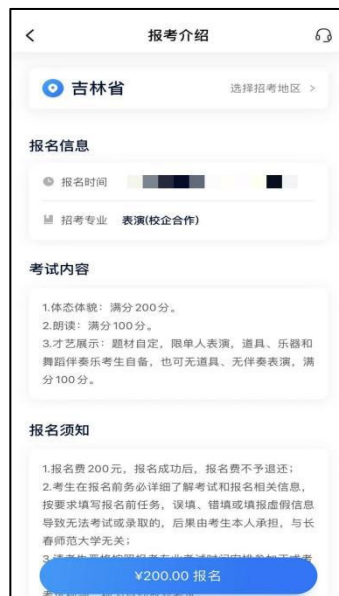 报考介绍
吉林省
选择招考地区 >
报名信息
报名时间
招考专业 表演(校企合作)
考试内容
1.体态体貌：满分200分。
2.朗读：满分100分。
3.才艺展示：题材自定，限单人表演，道具、乐器和
舞蹈伴奏乐考生自备，也可无道具、无伴奏表演，满
分100分。
报名须知
1.报名费200元，报名成功后，报名费不予退还；
2.考生在报名前务必详细了解考试和报名相关信息，
按要求填写报名前任务，误填、错填或填报虚假信息
导致无法考试或录取的，后果由考生本人承担，与长
春师范大学无关；
¥200.00 报名